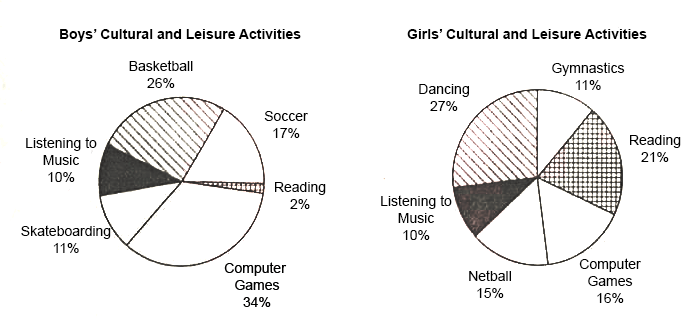 Boys' Cultural and Leisure Activities
Basketball
26%
Soccer
17%
Listening to
Music
10%
Reading
2%
Skateboarding
11%
Computer
Games
34%
Girls' Cultural and Leisure Activities
Gymnastics
11%
Dancing
27%
Reading
21%
Listening to
Music
10%
Netball
15%
Computer
Games
16%